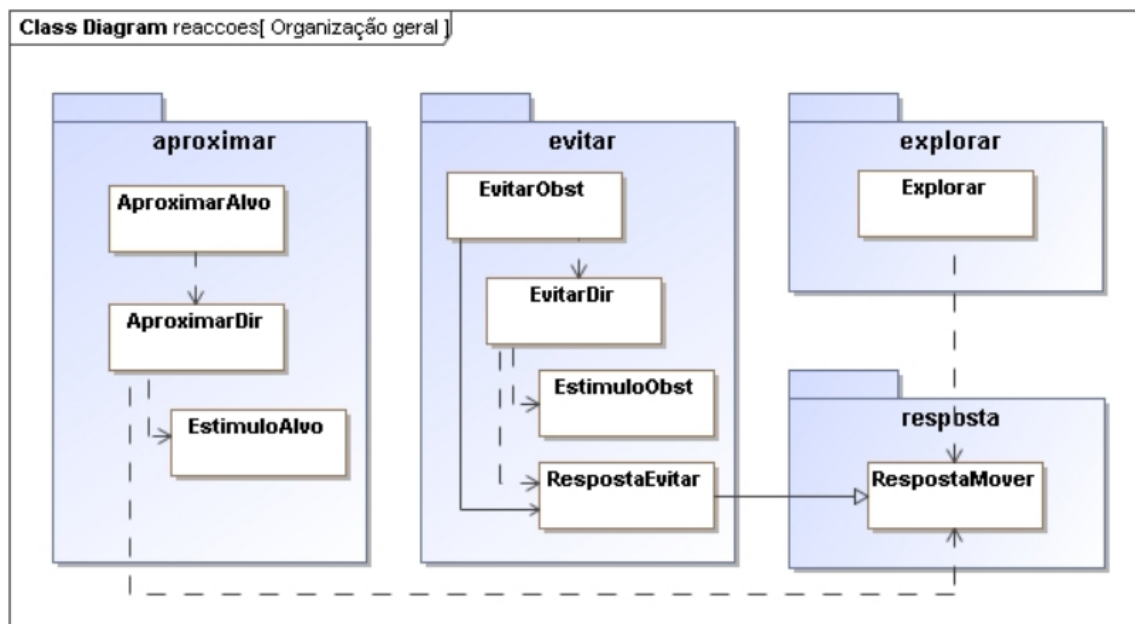 Class Diagram reaccoes[ Organização geral ]
aproximar
AproximarAlvo
AproximarDir
EstimuloAlvo
evitar
EvitarObst
EvitarDir
EstimuloObst
RespostaEvitar
explorar
Explorar
resposta
RespostaMover